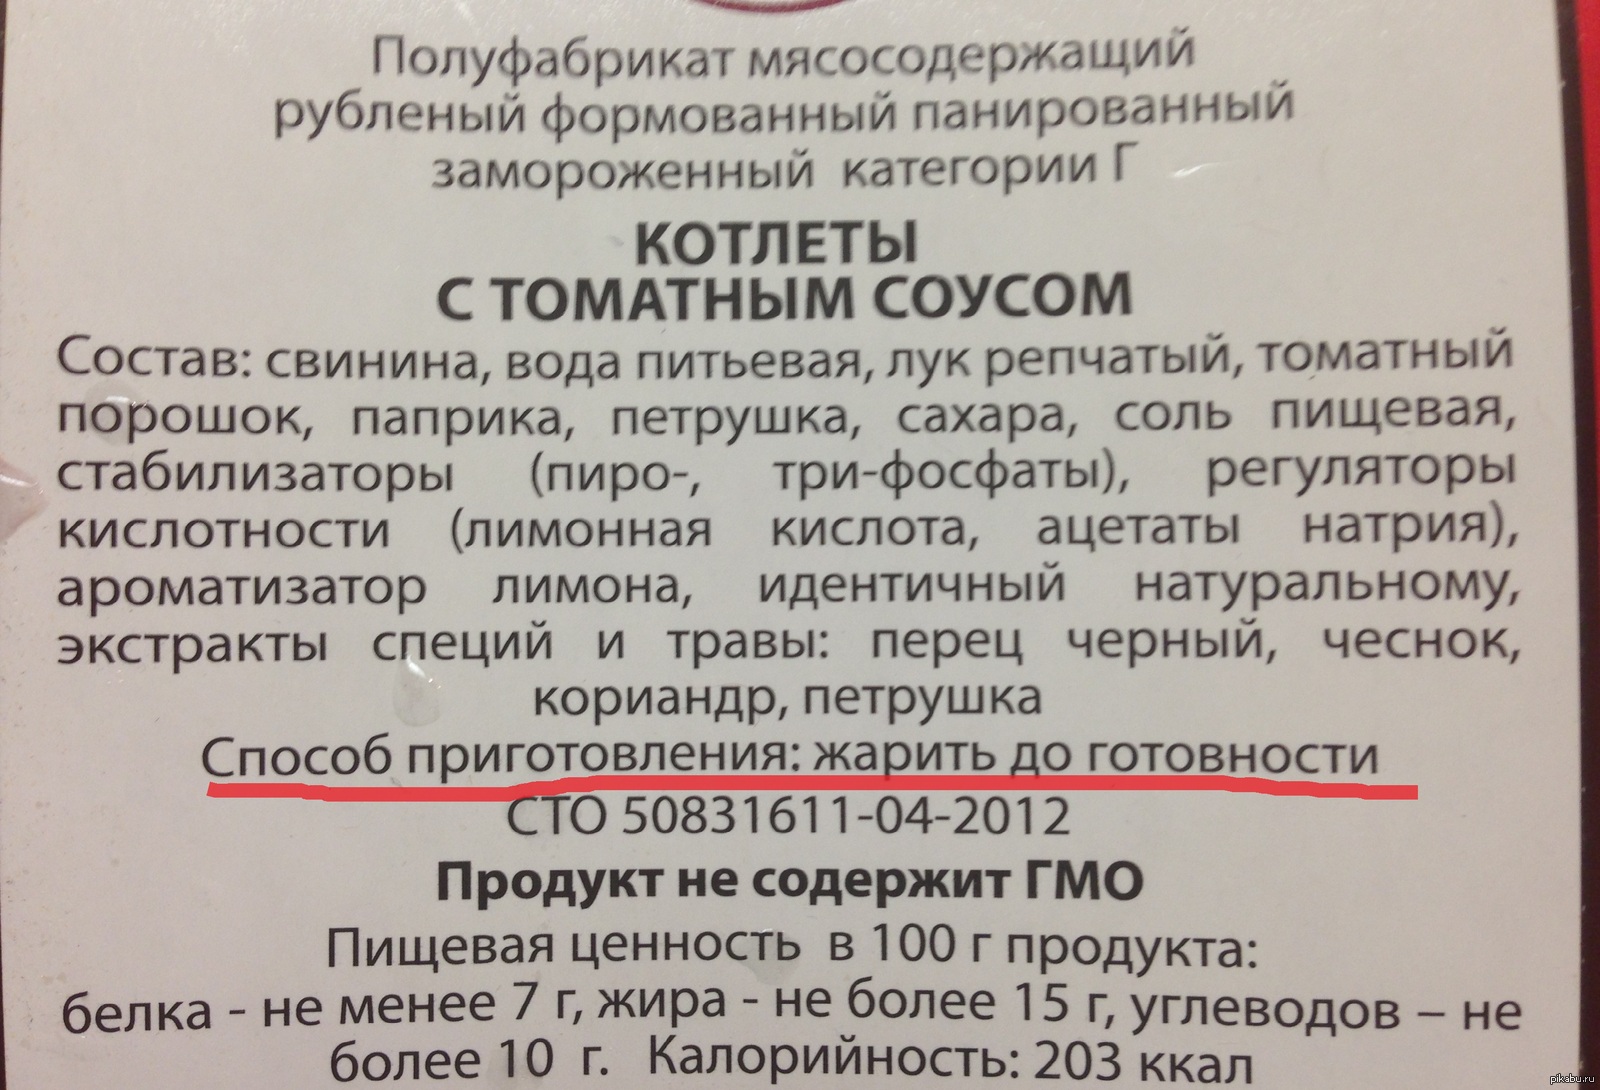 Полуфабрикат мясосодержащий
рубленый формованный панированный
замороженный категории Г
КОТЛЕТЫ
С ТОМАТНЫМ СОУСОМ
Состав: свинина, вода питьевая, лук репчатый, томатный
порошок, паприка, петрушка, сахара, соль пищевая,
стабилизаторы (пиро-, три-фосфаты), регуляторы
кислотности (лимонная кислота, ацетаты натрия),
ароматизатор лимона, идентичный натуральному,
экстракты специй и травы: перец черный, чеснок,
кориандр, петрушка
Способ приготовления: жарить до готовности
СТО 50831611-04-2012
Продукт не содержит ГМО
Пищевая ценность в 100 г продукта:
белка - не менее 7 г, жира - не более 15 г, углеводов – не
более 10 г. Калорийность: 203 ккал
pikabu.ru